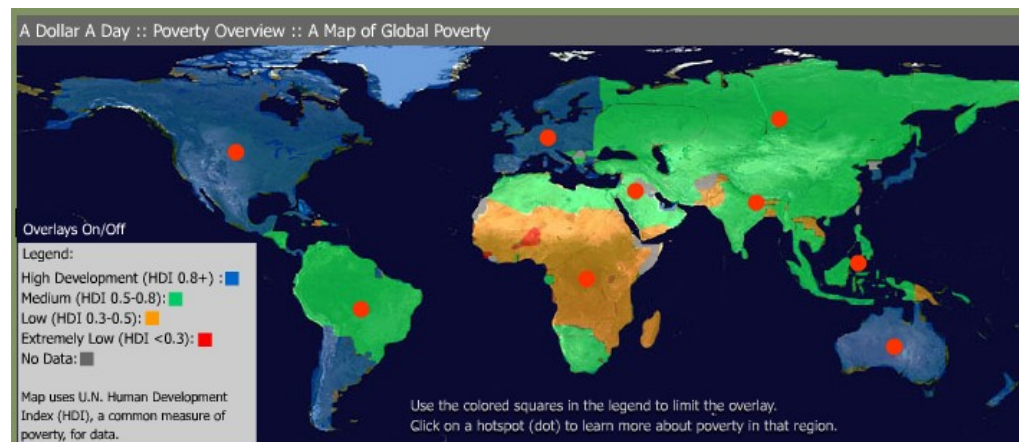 A Dollar A Day :: Poverty Overview :: A Map of Global Poverty
Overlays On/Off
Legend:
High Development (HDI 0.8+) :
Medium (HDI 0.5-0.8):
Low (HDI 0.3-0.5):
Extremely Low (HDI <0.3):
No Data:
Map uses U.N. Human Development
Index (HDI), a common measure of
poverty, for data.
Use the colored squares in the legend to limit the overlay.
Click on a hotspot (dot) to learn more about poverty in that region.